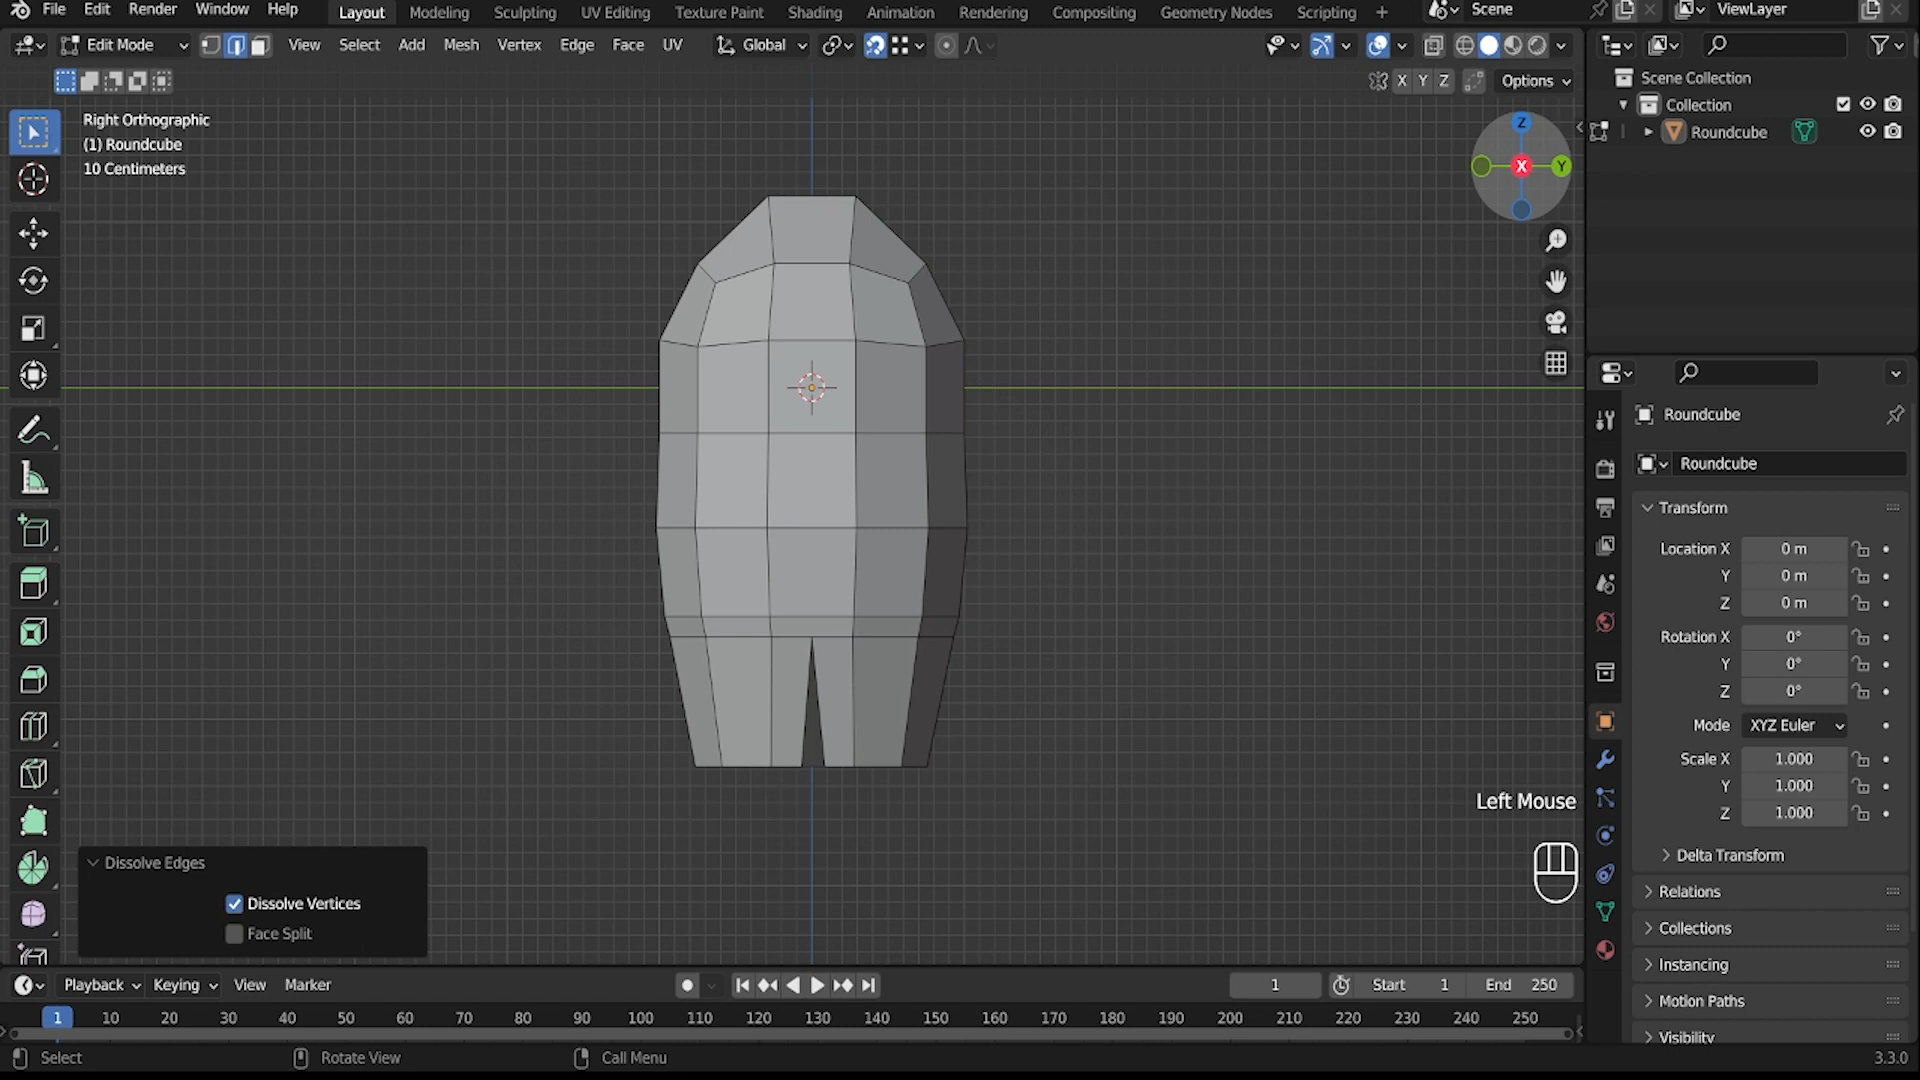 File Edit Render Window Help Layout Modeling Sculpting UV Editing Texture Paint Shading Animation Rendering Compositing Geometry Nodes Scripting + Scene ViewLayer
Edit Mode View Select Add Mesh Vertex Edge Face UV Global
X Y Z Options
Scene Collection
Collection
Roundcube
Right Orthographic
(1) Roundcube
10 Centimeters
Z
X
Y
Roundcube
Roundcube
Transform
Location X 0 m
Y 0 m
Z 0 m
Rotation X 0°
Y 0°
Z 0°
Mode XYZ Euler
Scale X 1.000
Y 1.000
Z 1.000
Delta Transform
Relations
Collections
Instancing
Motion Paths
Visibility
Left Mouse
Dissolve Edges
Dissolve Vertices
Face Split
Playback Keying View Marker 1 Start 1 End 250
1 10 20 30 40 50 60 70 80 90 100 110 120 130 140 150 160 170 180 190 200 210 220 230 240 250
Select Rotate View Call Menu 3.3.0